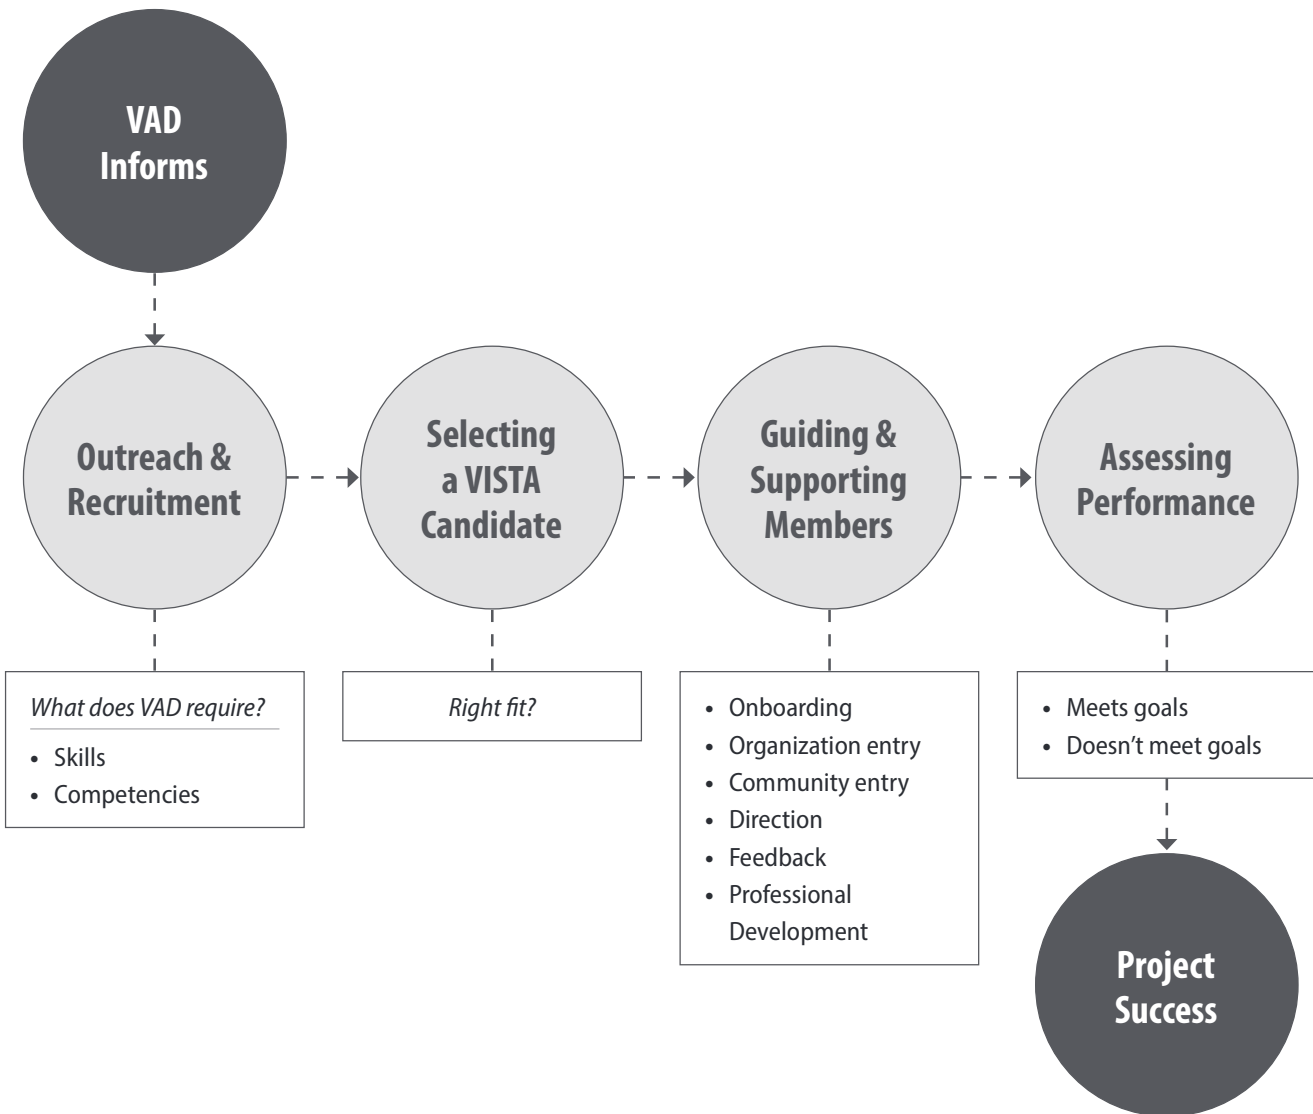 VAD
Informs
Outreach &
Recruitment
Selecting
a VISTA
Candidate
Guiding &
Supporting
Members
Assessing
Performance
What does VAD require?
• Skills
• Competencies
Right fit?
• Onboarding
• Organization entry
• Community entry
• Direction
• Feedback
• Professional
Development
• Meets goals
• Doesn't meet goals
Project
Success